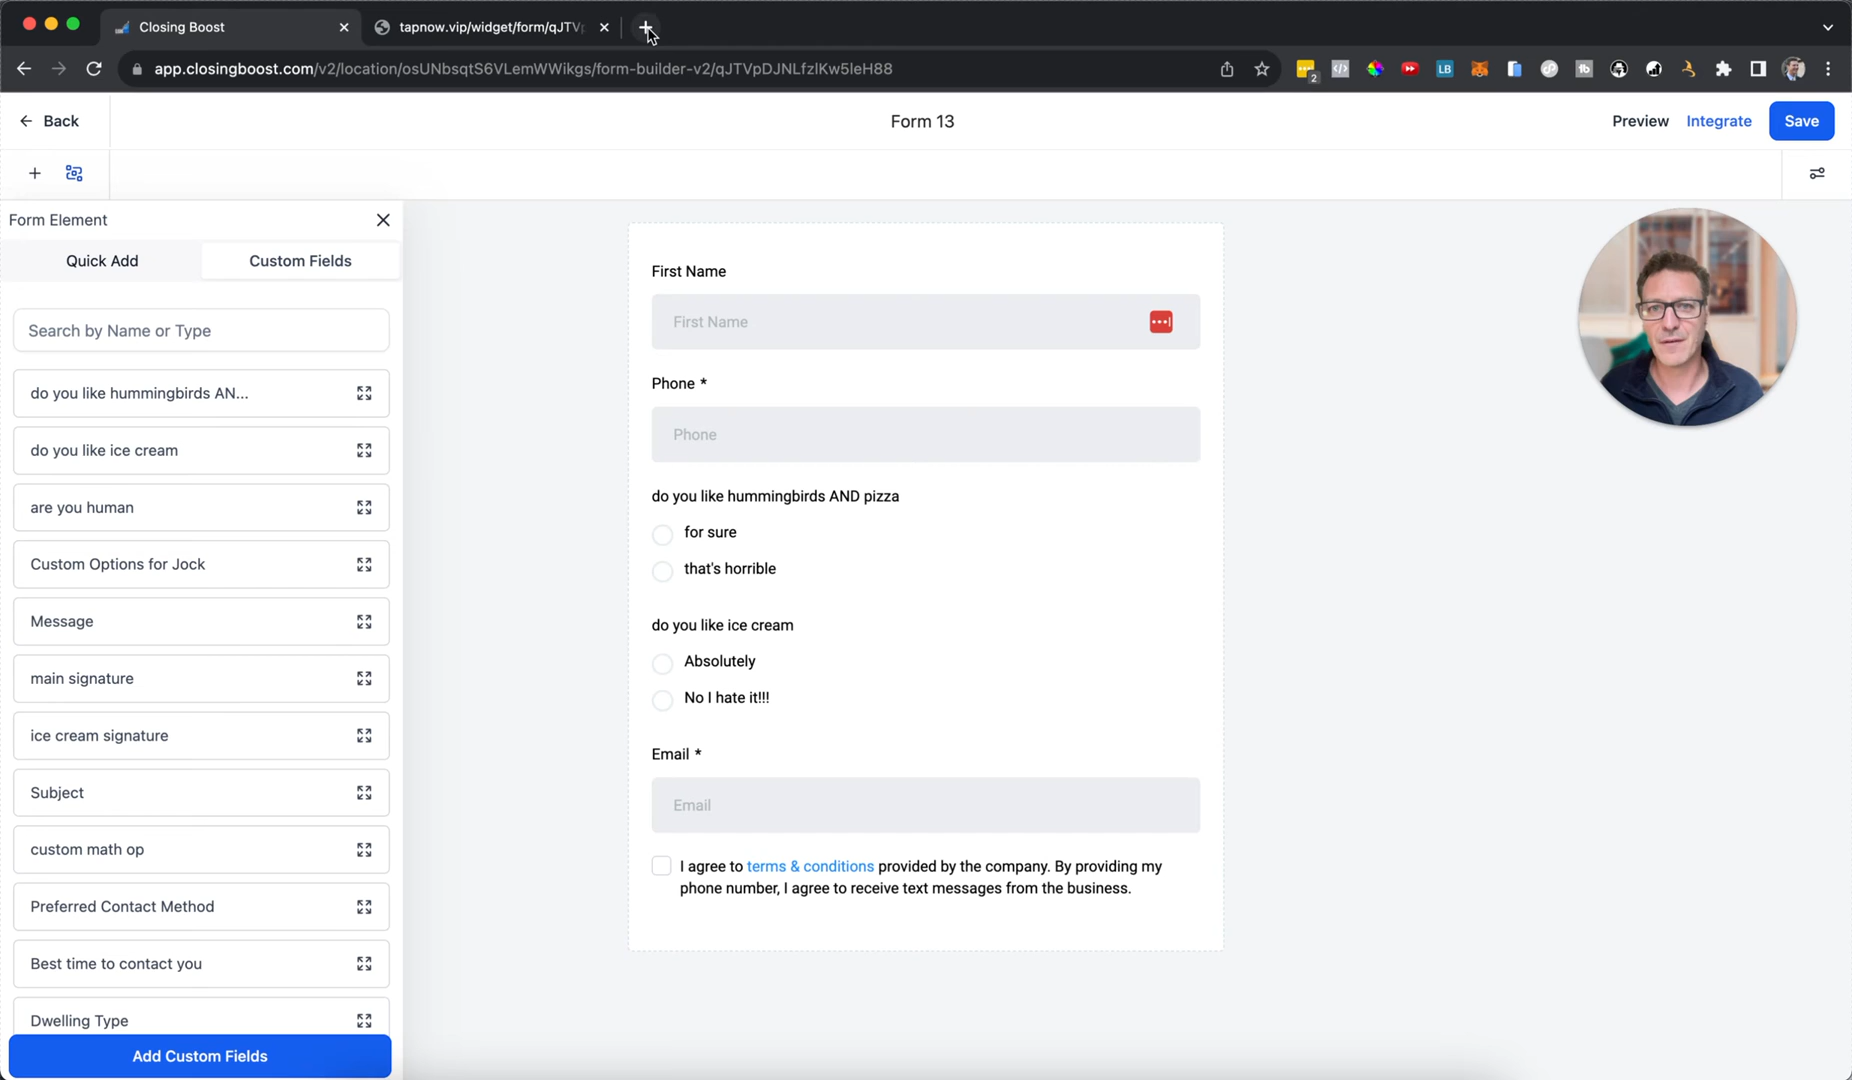 Closing Boost
tapnow.vip/widget/form/qJTVp
app.closingboost.com/v2/location/osUNbsqtS6VLemWWikgs/form-builder-v2/qJTVpDJNLfzlKw5leH88
2
LB
Back
Form 13
Preview
Integrate
Save
Form Element
Quick Add
Custom Fields
Search by Name or Type
do you like hummingbirds AN...
do you like ice cream
are you human
Custom Options for Jock
Message
main signature
ice cream signature
Subject
custom math op
Preferred Contact Method
Best time to contact you
Dwelling Type
Add Custom Fields
First Name
First Name
Phone *
Phone
do you like hummingbirds AND pizza
for sure
that's horrible
do you like ice cream
Absolutely
No I hate it!!!
Email *
Email
I agree to terms & conditions provided by the company. By providing my
phone number, I agree to receive text messages from the business.